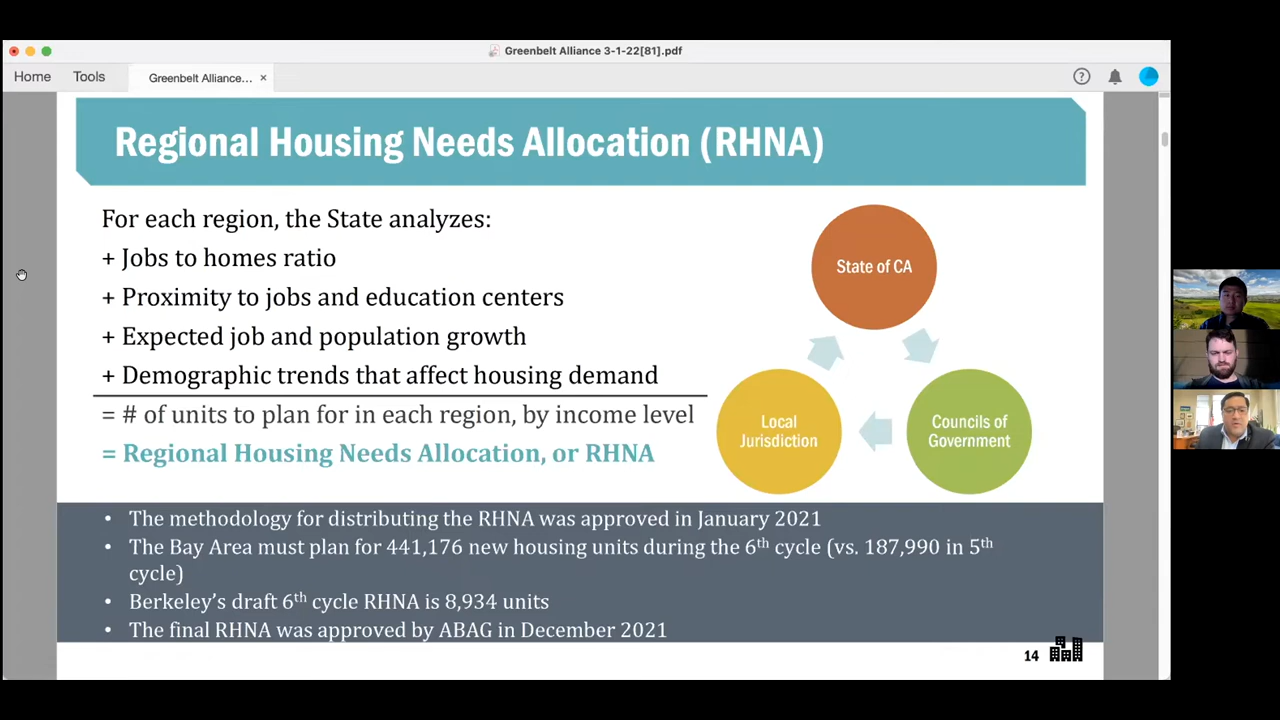 Greenbelt Alliance 3-1-22[81].pdf
Home
Tools
Greenbelt Alliance... ×
?
Regional Housing Needs Allocation (RHNA)
For each region, the State analyzes:
+ Jobs to homes ratio
+ Proximity to jobs and education centers
+ Expected job and population growth
+ Demographic trends that affect housing demand
= # of units to plan for in each region, by income level
= Regional Housing Needs Allocation, or RHNA
State of CA
Local
Jurisdiction
Councils of
Government
• The methodology for distributing the RHNA was approved in January 2021
• The Bay Area must plan for 441,176 new housing units during the 6th cycle (vs. 187,990 in 5th
cycle)
• Berkeley's draft 6th cycle RHNA is 8,934 units
• The final RHNA was approved by ABAG in December 2021
14